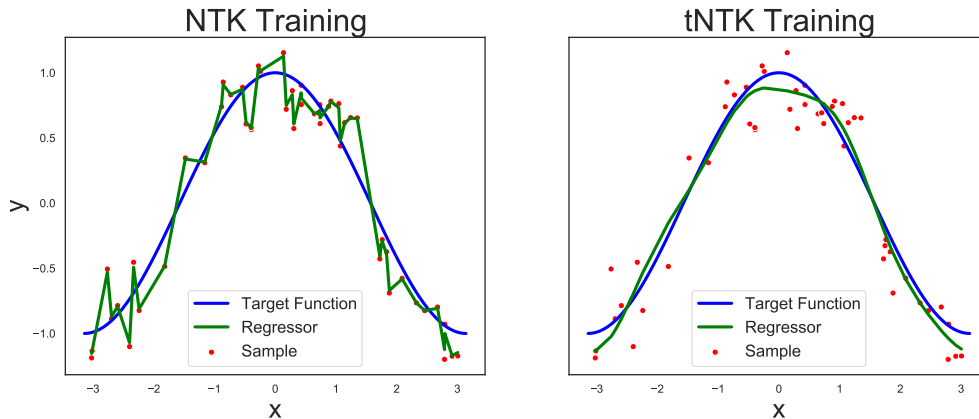 NTK Training
y
1.0
0.5
0.0
−0.5
−1.0
Target Function
Regressor
Sample
−3 −2 −1 0 1 2 3
x
tNTK Training
Target Function
Regressor
Sample
−3 −2 −1 0 1 2 3
x